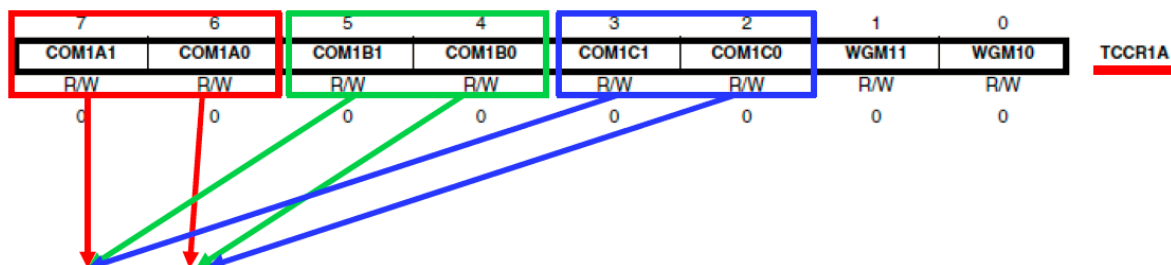 7 6 5 4 3 2 1 0
COM1A1 COM1A0 COM1B1 COM1B0 COM1C1 COM1C0 WGM11 WGM10 TCCR1A
R/W R/W R/W R/W R/W R/W R/W R/W
0 0 0 0 0 0 0 0